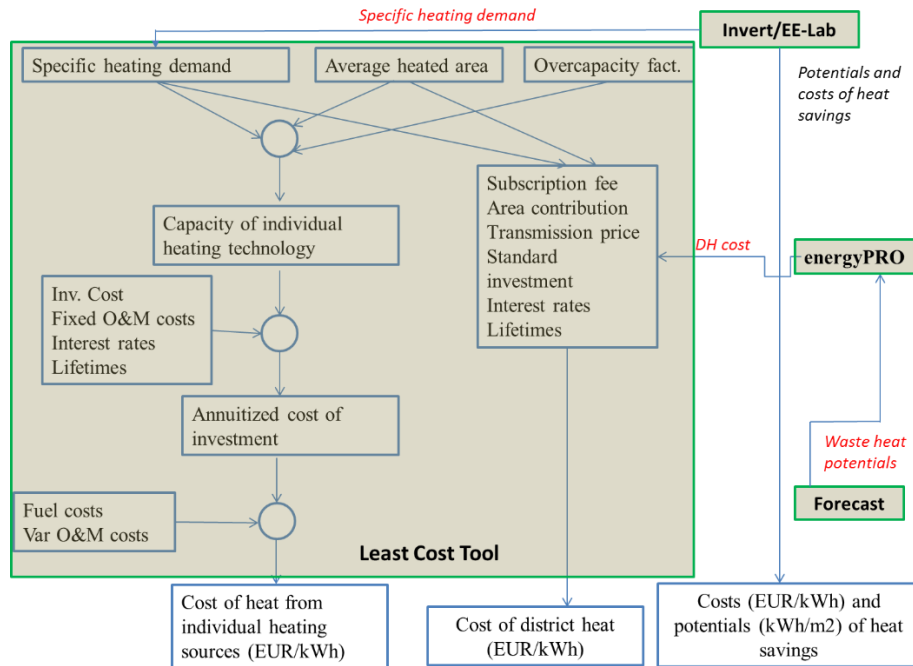 Specific heating demand
Invert/EE-Lab
Specific heating demand
Average heated area
Overcapacity fact.
Potentials and
costs of heat
savings
Subscription fee
Area contribution
Transmission price
Standard
investment
Interest rates
Lifetimes
Capacity of individual
heating technology
DH cost
energyPRO
Inv. Cost
Fixed O&M costs
Interest rates
Lifetimes
Annuitized cost of
investment
Waste heat
potentials
Forecast
Fuel costs
Var O&M costs
Least Cost Tool
Cost of heat from
individual heating
sources (EUR/kWh)
Cost of district heat
(EUR/kWh)
Costs (EUR/kWh) and
potentials (kWh/m2) of heat
savings